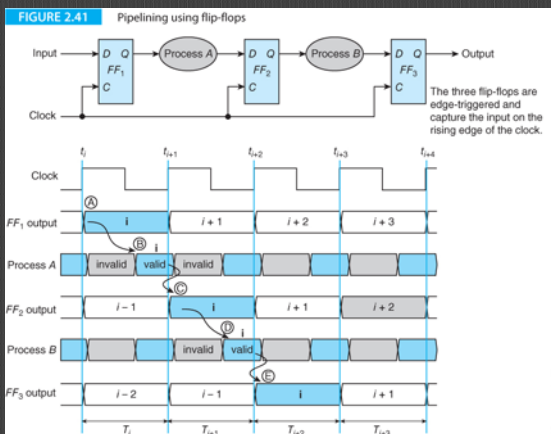 FIGURE 2.41 Pipelining using flip-flops
Input
D Q
FF1
C
Process A
D Q
FF2
C
Process B
D Q
FF3
C
Output
Clock
The three flip-flops are
edge-triggered and
capture the input on the
rising edge of the clock.
ti ti+1 ti+2 ti+3 ti+4
Clock
A
FF1 output i i + 1 i + 2 i + 3
B i
Process A invalid valid invalid
C
FF2 output i – 1 i i + 1 i + 2
D i
Process B invalid valid
E
FF3 output i – 2 i – 1 i i + 1
Ti Ti+1 Ti+2 Ti+3